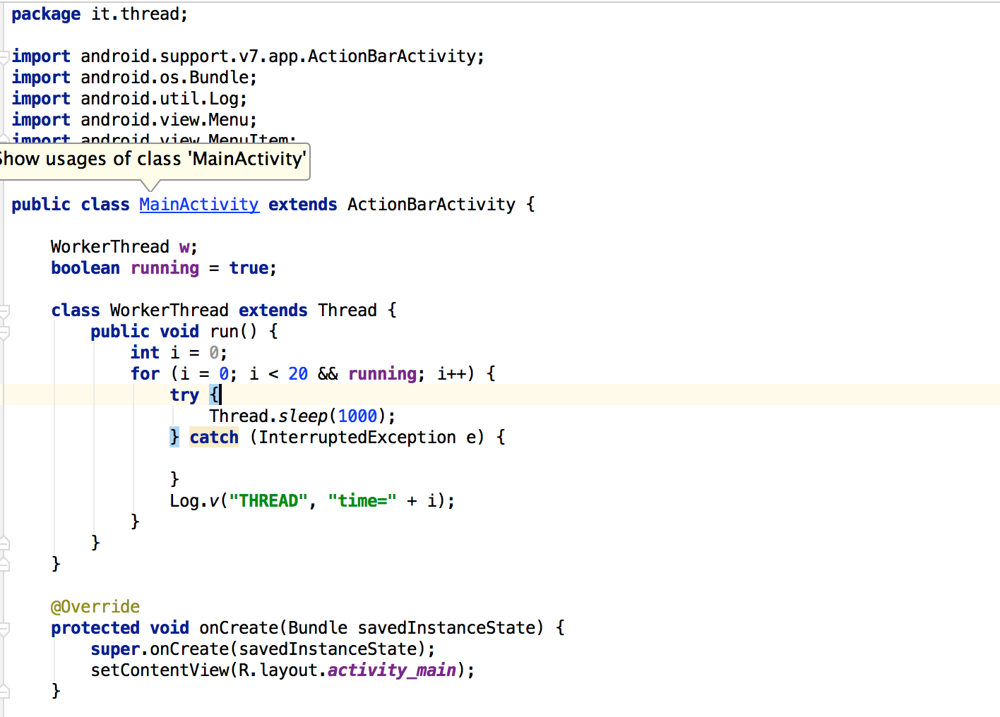 package it.thread;
import android.support.v7.app.ActionBarActivity;
import android.os.Bundle;
import android.util.Log;
import android.view.Menu;
import android.view.MenuItem;
Show usages of class 'MainActivity'
public class MainActivity extends ActionBarActivity {
WorkerThread w;
boolean running = true;
class WorkerThread extends Thread {
public void run() {
int i = 0;
for (i = 0; i < 20 && running; i++) {
try {
Thread.sleep(1000);
} catch (InterruptedException e) {
}
Log.v("THREAD", "time=" + i);
}
}
}
@Override
protected void onCreate(Bundle savedInstanceState) {
super.onCreate(savedInstanceState);
setContentView(R.layout.activity_main);
}